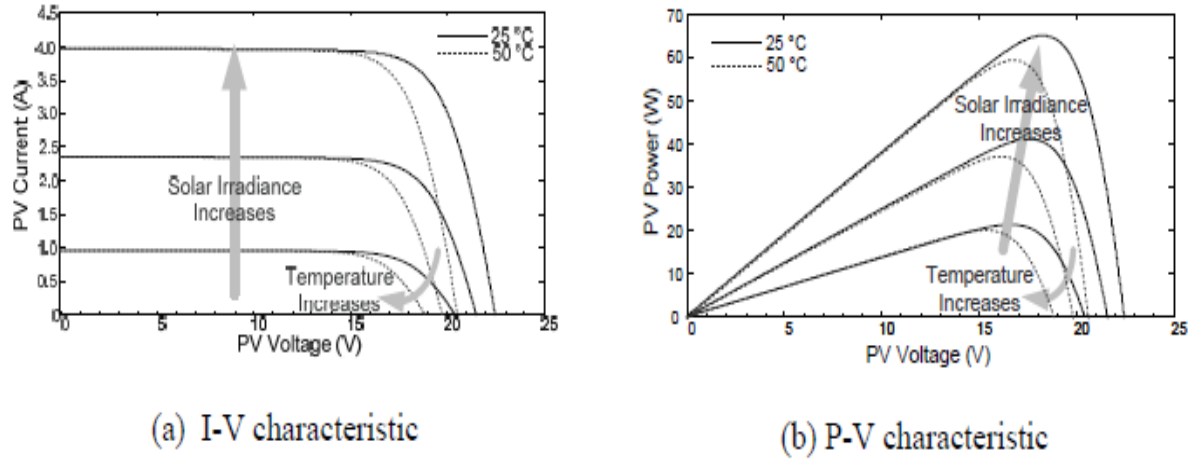 4.5
4.0
3.5
3.0
2.5
2.0
1.5
1.0
0.5
0
0
5
10
15
20
25
PV Current (A)
PV Voltage (V)
25 °C
50 °C
Solar Irradiance
Increases
Temperature
Increases
(a) I-V characteristic
70
60
50
40
30
20
10
0
0
5
10
15
20
25
PV Power (W)
PV Voltage (V)
25 °C
50 °C
Solar Irradiance
Increases
Temperature
Increases
(b) P-V characteristic